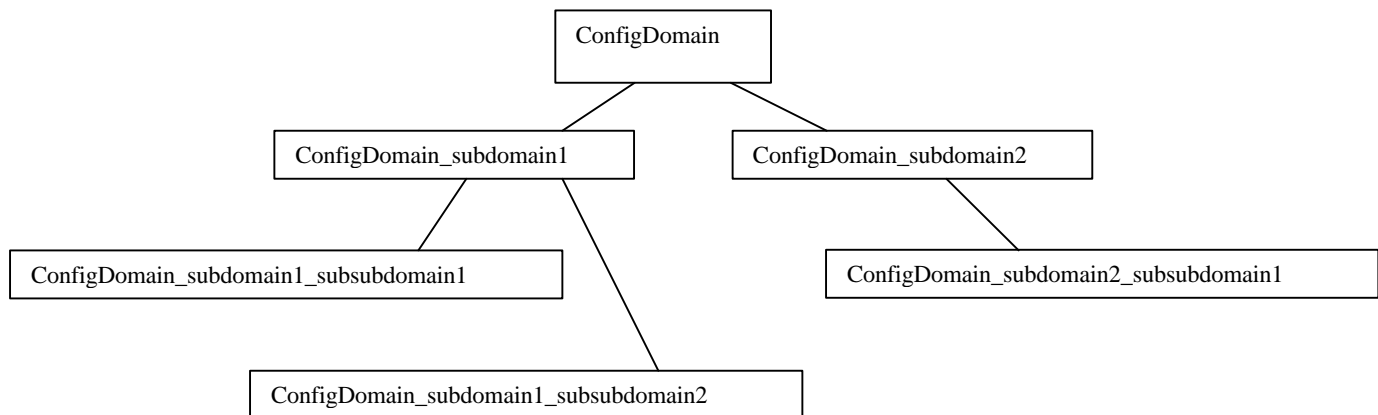 ConfigDomain
ConfigDomain_subdomain1
ConfigDomain_subdomain2
ConfigDomain_subdomain1_subsubdomain1
ConfigDomain_subdomain2_subsubdomain1
ConfigDomain_subdomain1_subsubdomain2